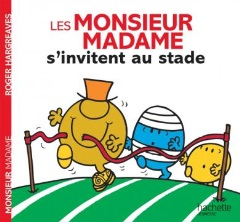 LES MONSIEUR
MADAME
s'invitent au stade
ROGER HARGREAVES
MONSIEUR MADAME
hachette